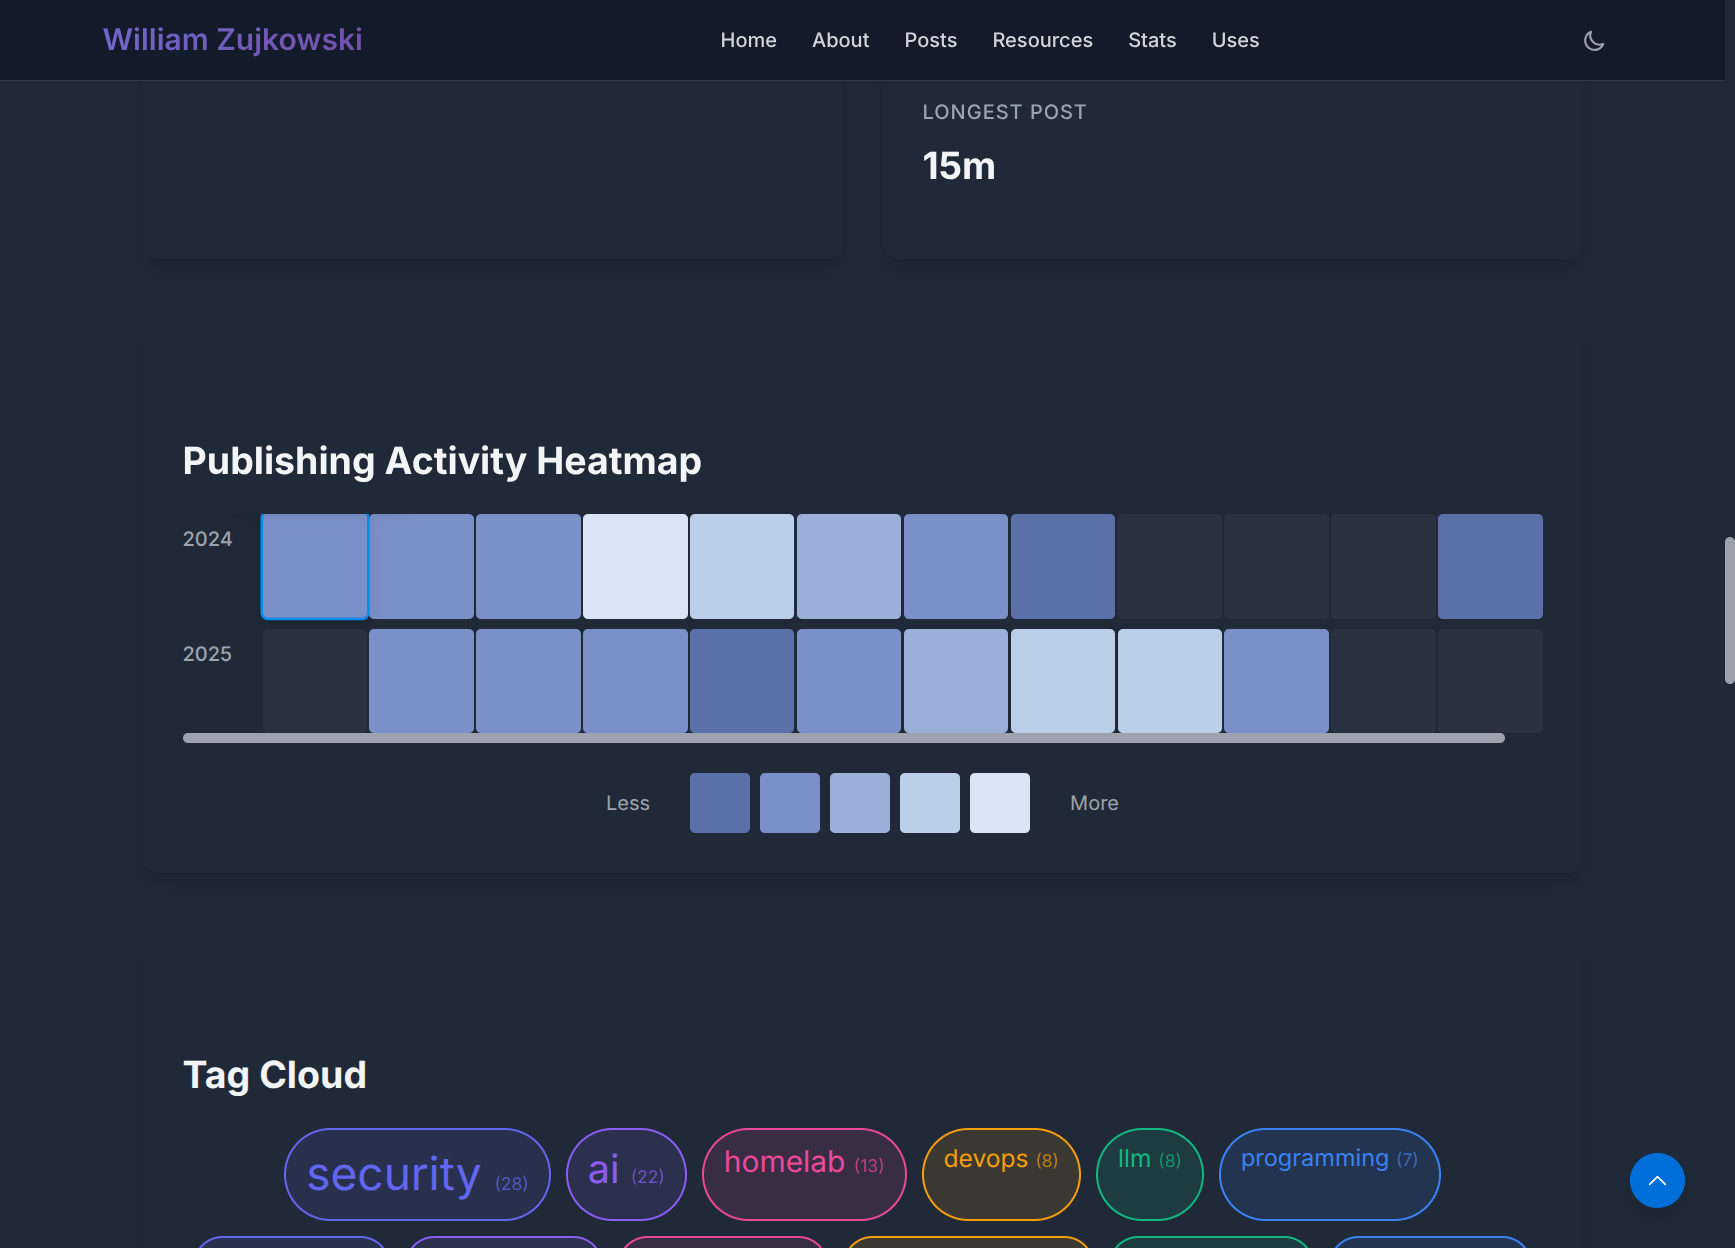 William Zujkowski
Home About Posts Resources Stats Uses
LONGEST POST
15m
Publishing Activity Heatmap
2024
2025
Less More
Tag Cloud
security (28) ai (22) homelab (13) devops (8) llm (8) programming (7)